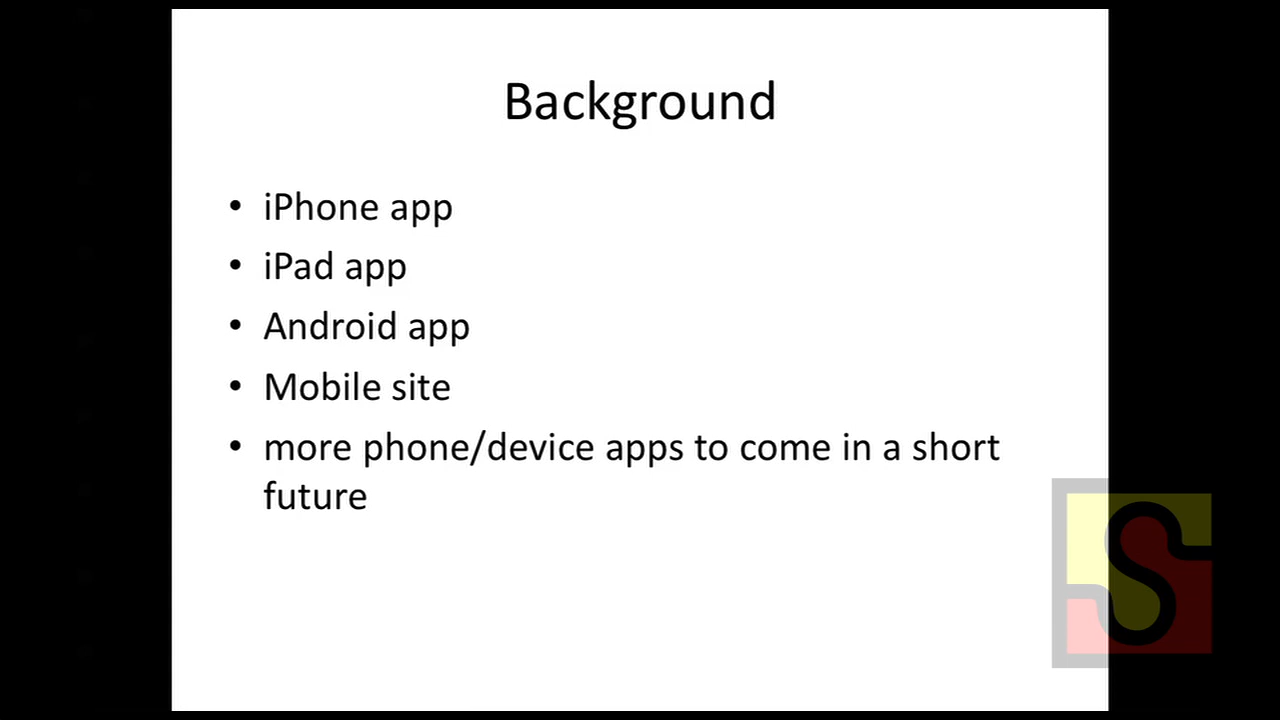 Background
• iPhone app
• iPad app
• Android app
• Mobile site
• more phone/device apps to come in a short
future
S